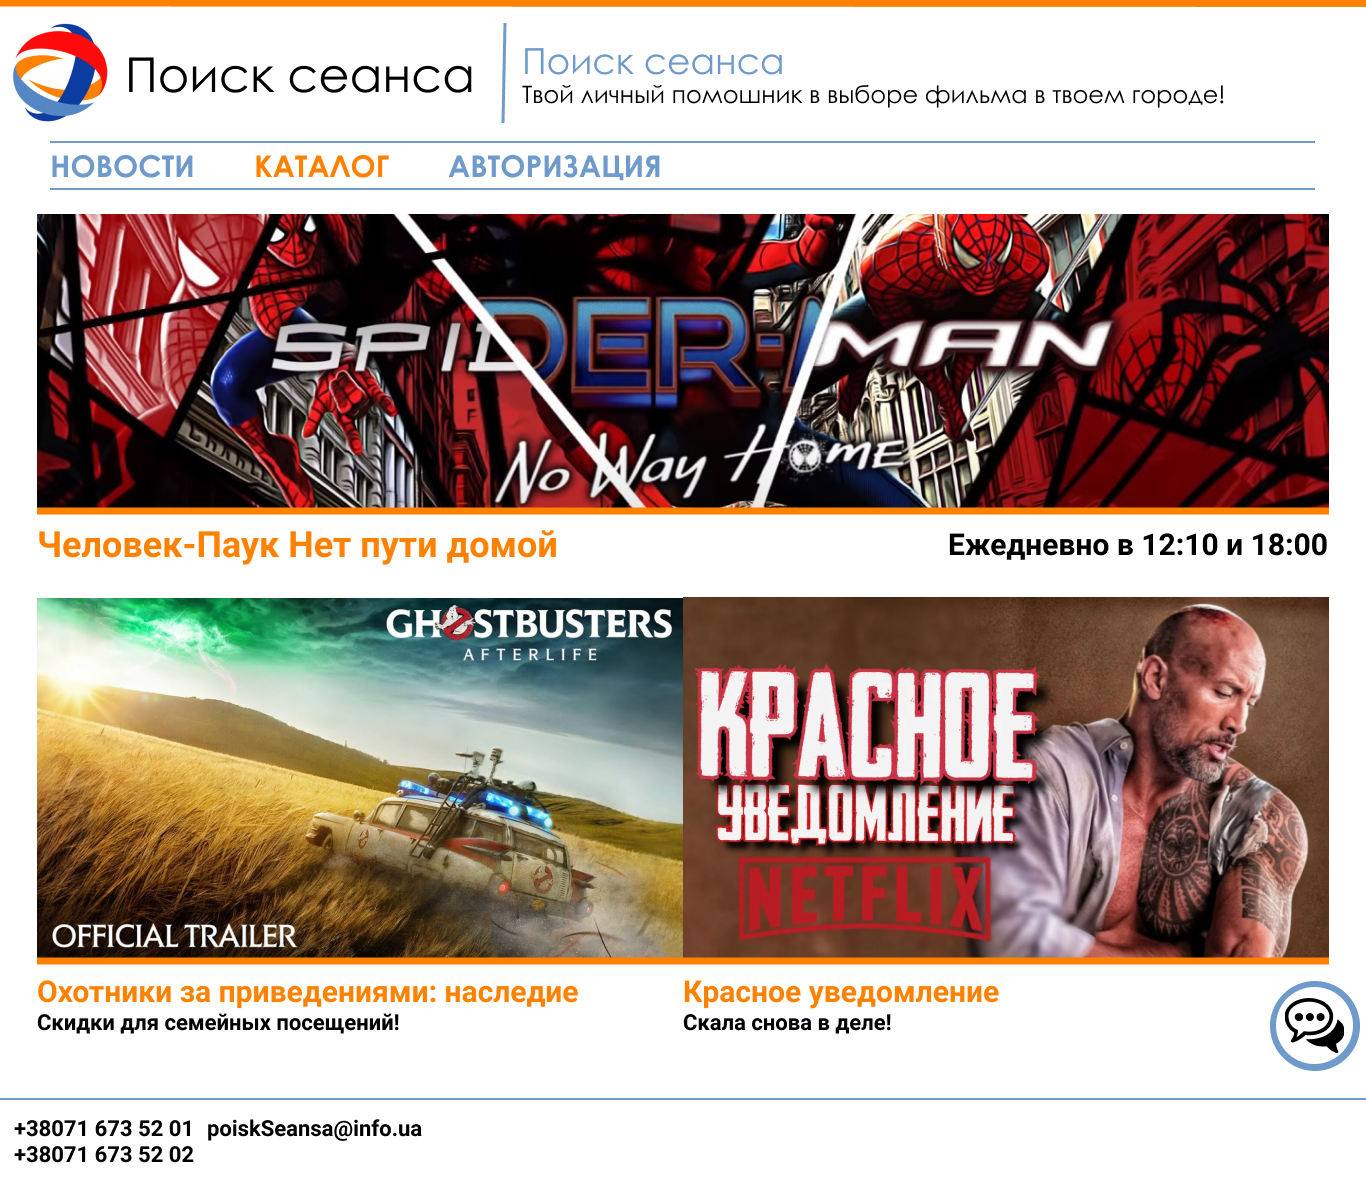 Поиск сеанса
Поиск сеанса
Твой личный помошник в выборе фильма в твоем городе!
НОВОСТИ КАТАЛОГ АВТОРИЗАЦИЯ
SPIDER-MAN
No Way Home
Человек-Паук Нет пути домой
Ежедневно в 12:10 и 18:00
GHOSTBUSTERS
AFTERLIFE
OFFICIAL TRAILER
КРАСНОЕ
УВЕДОМЛЕНИЕ
NETFLIX
Охотники за приведениями: наследие
Скидки для семейных посещений!
Красное уведомление
Скала снова в деле!
+38071 673 52 01 poiskSeansa@info.ua
+38071 673 52 02